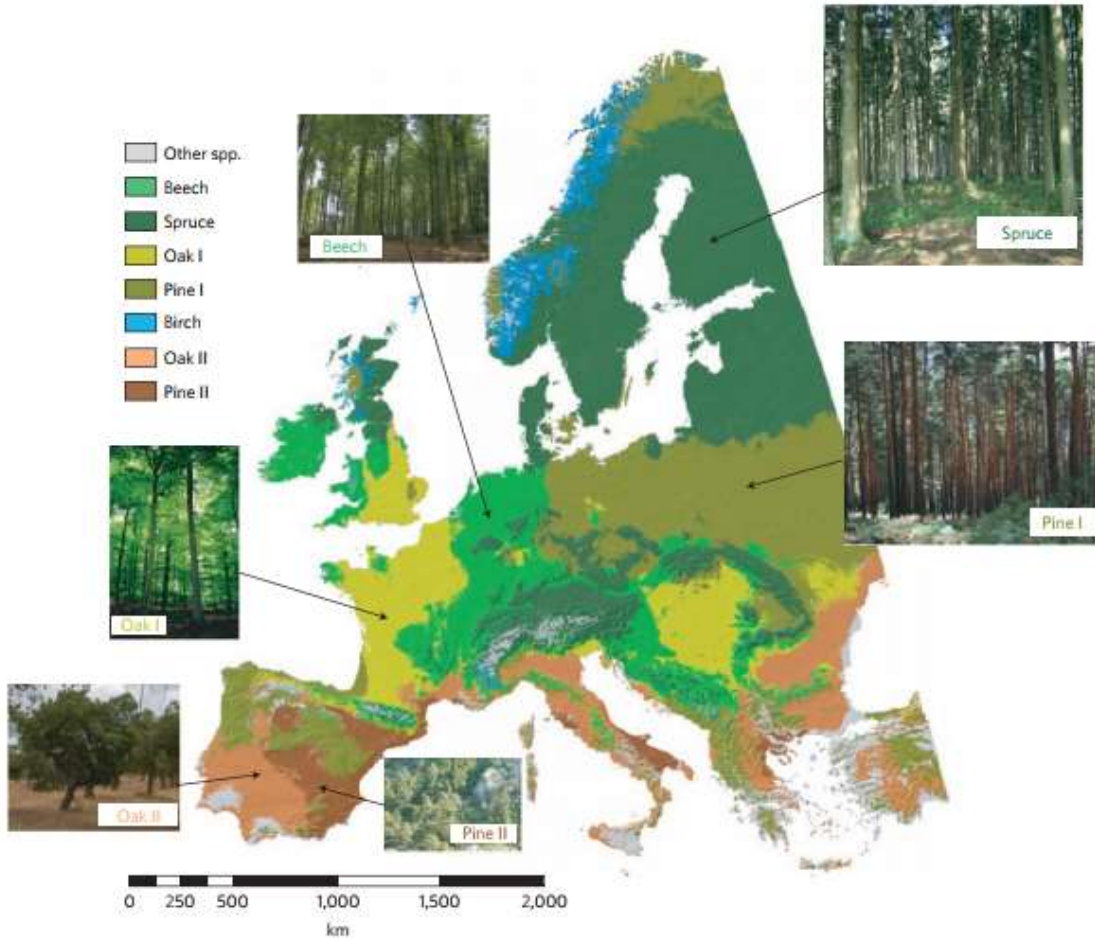 Other spp.
Beech
Spruce
Oak I
Pine I
Birch
Oak II
Pine II
Beech
Spruce
Pine I
Oak I
Oak II
Pine II
0 250 500 1,000 1,500 2,000
km